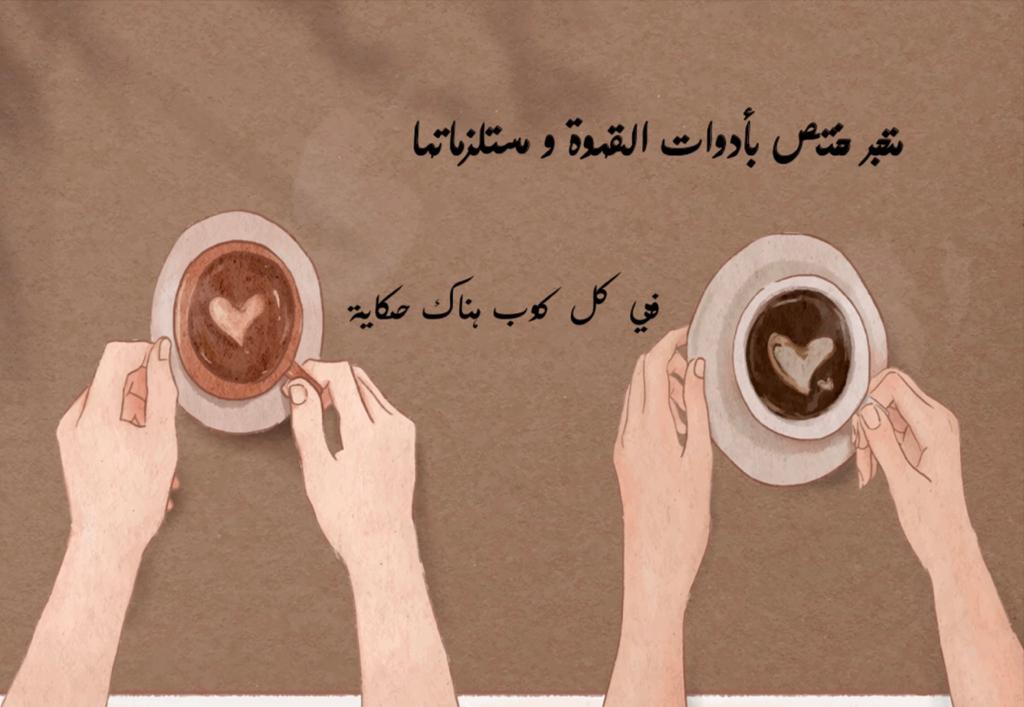 متجر مختص بأدوات القهوة و مستلزماتها
في كل كوب هناك حكاية